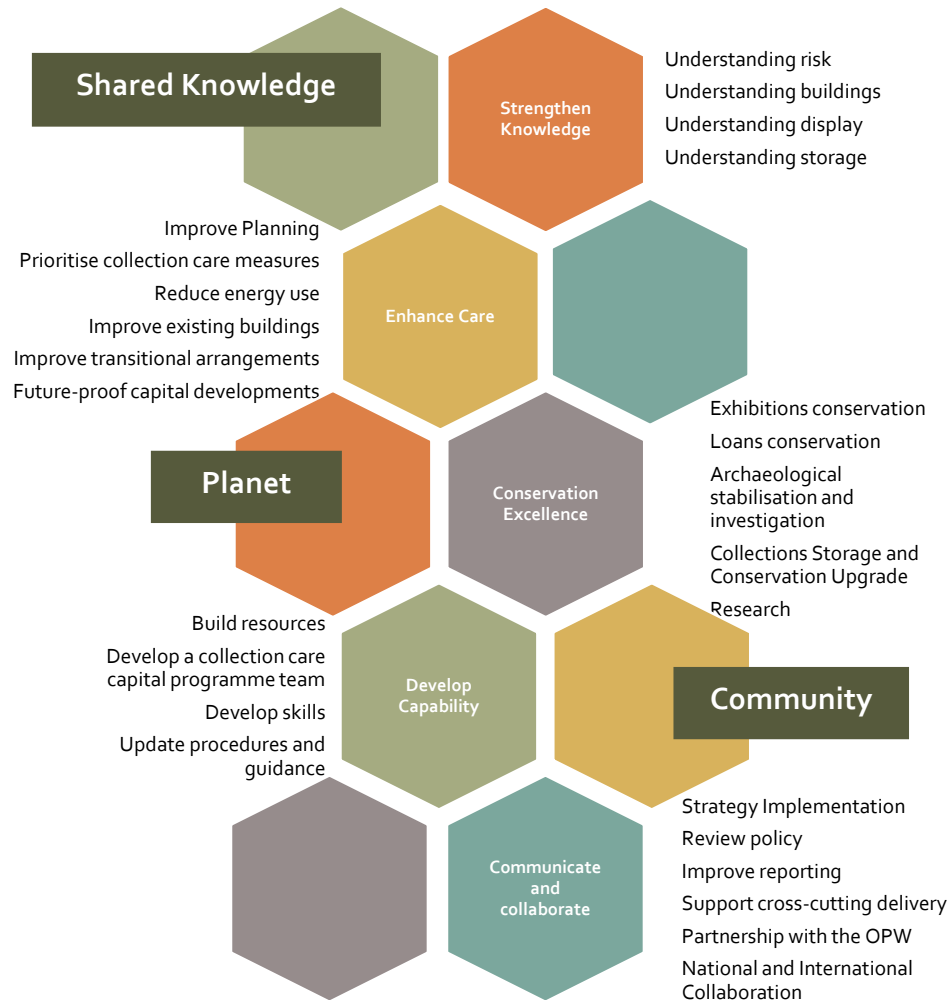 Shared Knowledge
Strengthen
Knowledge
Understanding risk
Understanding buildings
Understanding display
Understanding storage
Improve Planning
Prioritise collection care measures
Reduce energy use
Improve existing buildings
Improve transitional arrangements
Future-proof capital developments
Enhance Care
Planet
Conservation
Excellence
Exhibitions conservation
Loans conservation
Archaeological
stabilisation and
investigation
Collections Storage and
Conservation Upgrade
Research
Build resources
Develop a collection care
capital programme team
Develop skills
Update procedures and
guidance
Develop
Capability
Community
Communicate
and
collaborate
Strategy Implementation
Review policy
Improve reporting
Support cross-cutting delivery
Partnership with the OPW
National and International
Collaboration